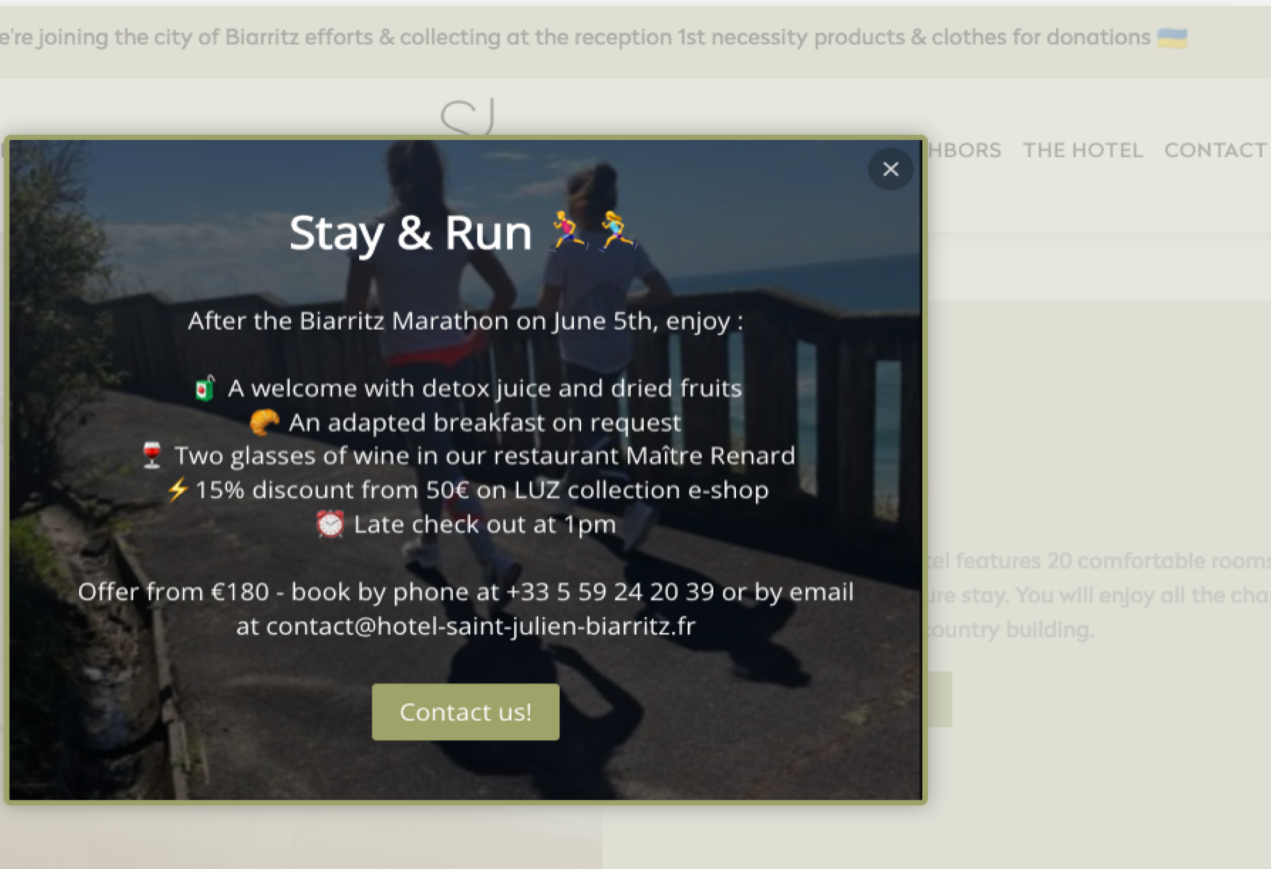 e're joining the city of Biarritz efforts & collecting at the reception 1st necessity products & clothes for donations 🇺🇦
SJ
HBORS THE HOTEL CONTACT
Stay & Run 🏃‍♀️🏃‍♀️
After the Biarritz Marathon on June 5th, enjoy :
🧃 A welcome with detox juice and dried fruits
🥐 An adapted breakfast on request
🍷 Two glasses of wine in our restaurant Maître Renard
⚡ 15% discount from 50€ on LUZ collection e-shop
⏰ Late check out at 1pm
tel features 20 comfortable rooms
Offer from €180 - book by phone at +33 5 59 24 20 39 or by email
ure stay. You will enjoy all the cha
at contact@hotel-saint-julien-biarritz.fr
country building.
Contact us!